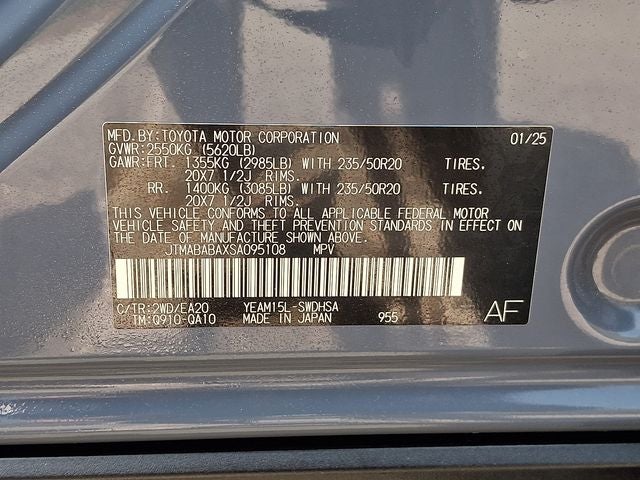 MFD. BY: TOYOTA MOTOR CORPORATION 01/25
GVWR: 2550KG (5620LB)
GAWR: FRT. 1355KG (2985LB) WITH 235/50R20 TIRES.
20X7 1/2J RIMS.
RR. 1400KG (3085LB) WITH 235/50R20 TIRES.
20X7 1/2J RIMS.
THIS VEHICLE CONFORMS TO ALL APPLICABLE FEDERAL MOTOR
VEHICLE SAFETY AND THEFT PREVENTION STANDARDS IN EFFECT ON
THE DATE OF MANUFACTURE SHOWN ABOVE.
JTMABABAXSA095108 MPV
C/TR: 2WD/EA20 YEAM15L-SWDHSA
A/TM: Q910-QA10 MADE IN JAPAN 955 AF